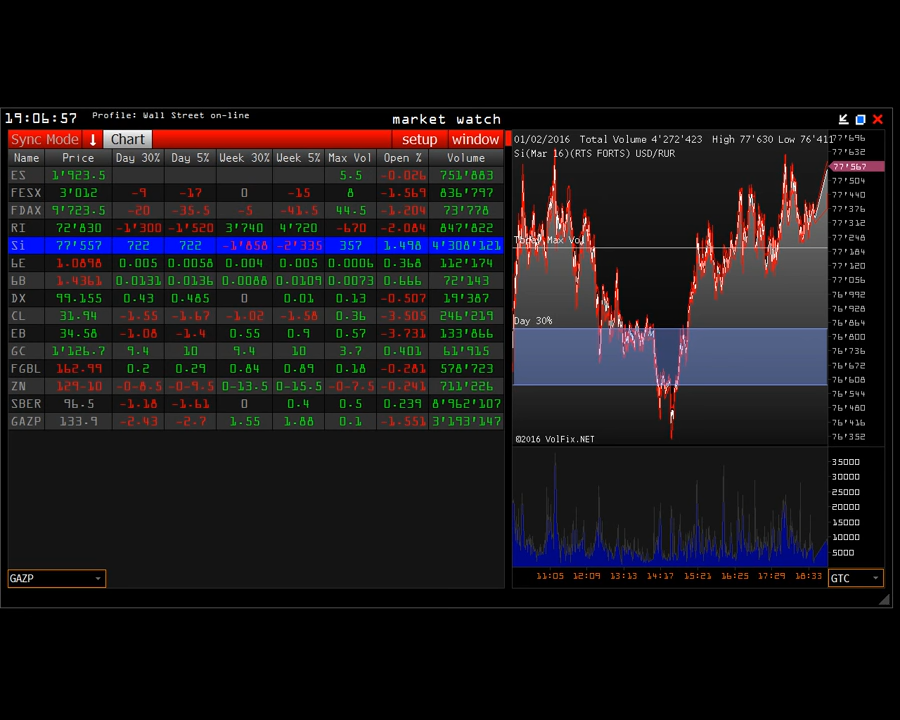 19:06:57 Profile: Wall Street on-line market watch
Sync Mode Chart setup window
Name Price Day 30% Day 5% Week 30% Week 5% Max Vol Open % Volume
ES 1'923.5 5.5 -0.026 751'883
FESX 3'012 -9 -17 0 -15 8 -1.569 836'797
FDAX 9'723.5 -20 -35.5 -5 -41.5 44.5 -1.204 73'778
RI 72'830 -1'300 -1'520 3'740 4'720 -670 -2.084 847'822
Si 77'557 722 722 -1'858 -2'335 357 1.498 4'308'121
6E 1.0898 0.005 0.0058 0.004 0.005 0.0006 0.368 112'174
6B 1.4361 0.0131 0.0136 0.0088 0.0109 0.0073 0.666 72'143
DX 99.155 0.43 0.485 0 0.01 0.13 -0.507 19'387
CL 31.94 -1.55 -1.67 -1.02 -1.58 0.36 -3.505 246'219
EB 34.58 -1.08 -1.4 0.55 0.9 0.57 -3.731 133'866
GC 1'126.7 9.4 10 9.4 10 3.7 0.401 61'915
FGBL 162.99 0.2 0.29 0.84 0.89 0.18 -0.281 578'723
ZN 129-10 -0-8.5 -0-9.5 0-13.5 0-15.5 -0-7.5 -0-241 711'226
SBER 96.5 -1.18 -1.61 0 0.4 0.5 0.239 8'962'107
GAZP 133.9 -2.43 -2.7 1.55 1.88 0.1 -1.551 3'193'147
GAZP
01/02/2016 Total Volume 4'272'423 High 77'630 Low 76'411
Si(Mar 16)(RTS FORTS) USD/RUR
Today Max Vol
Day 30%
©2016 VolFix.NET
77'696
77'632
77'567
77'504
77'440
77'376
77'312
77'248
77'184
77'120
77'056
76'992
76'928
76'864
76'800
76'736
76'672
76'608
76'544
76'480
76'416
76'352
35000
30000
25000
20000
15000
10000
5000
11:05 12:09 13:13 14:17 15:21 16:25 17:29 18:33
GTC